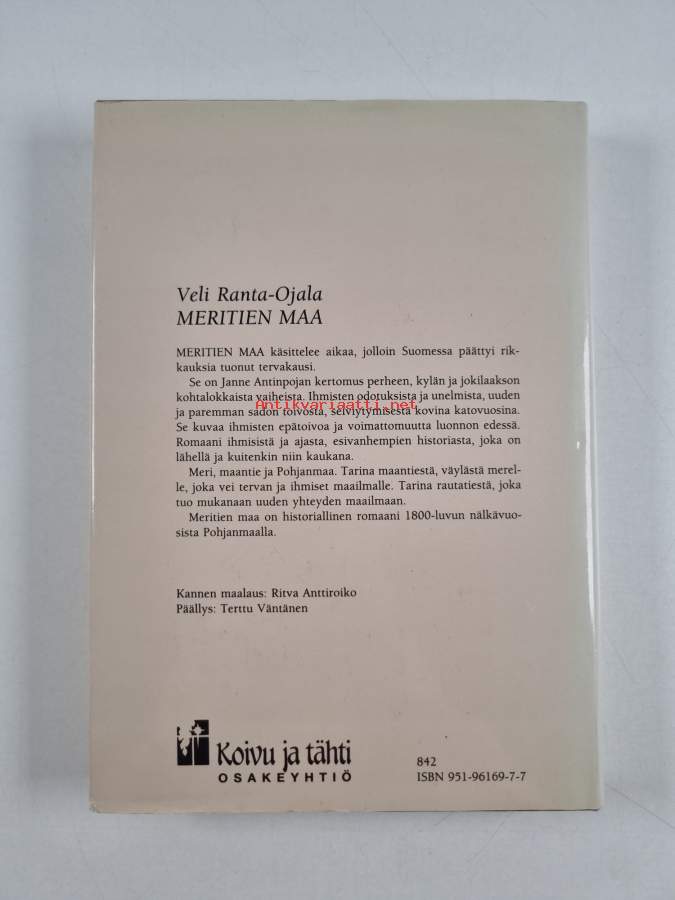 Veli Ranta-Ojala
MERITIEN MAA
MERITIEN MAA käsittelee aikaa, jolloin Suomessa päättyi rik-
kauksia tuonut tervakausi.
Se on Janne Antinpojan kertomus perheen, kylän ja jokilaakson
kohtalokkaista vaiheista. Ihmisten odotuksista ja unelmista, uuden
Antikvariaatti.net
ja paremman sadon toivosta, selviytymisestä kovina katovuosina.
Se kuvaa ihmisten epätoivoa ja voimattomuutta luonnon edessä.
Romaani ihmisistä ja ajasta, esivanhempien historiasta, joka on
lähellä ja kuitenkin niin kaukana.
Meri, maantie ja Pohjanmaa. Tarina maantiestä, väylästä merel-
le, joka vei tervan ja ihmiset maailmalle. Tarina rautatiestä, joka
tuo mukanaan uuden yhteyden maailmaan.
Meritien maa on historiallinen romaani 1800-luvun nälkävuo-
sista Pohjanmaalla.
Kannen maalaus: Ritva Anttiroiko
Päällys: Terttu Väntänen
Koivu ja tähti
OSAKEYHTIÖ
842
ISBN 951-96169-7-7